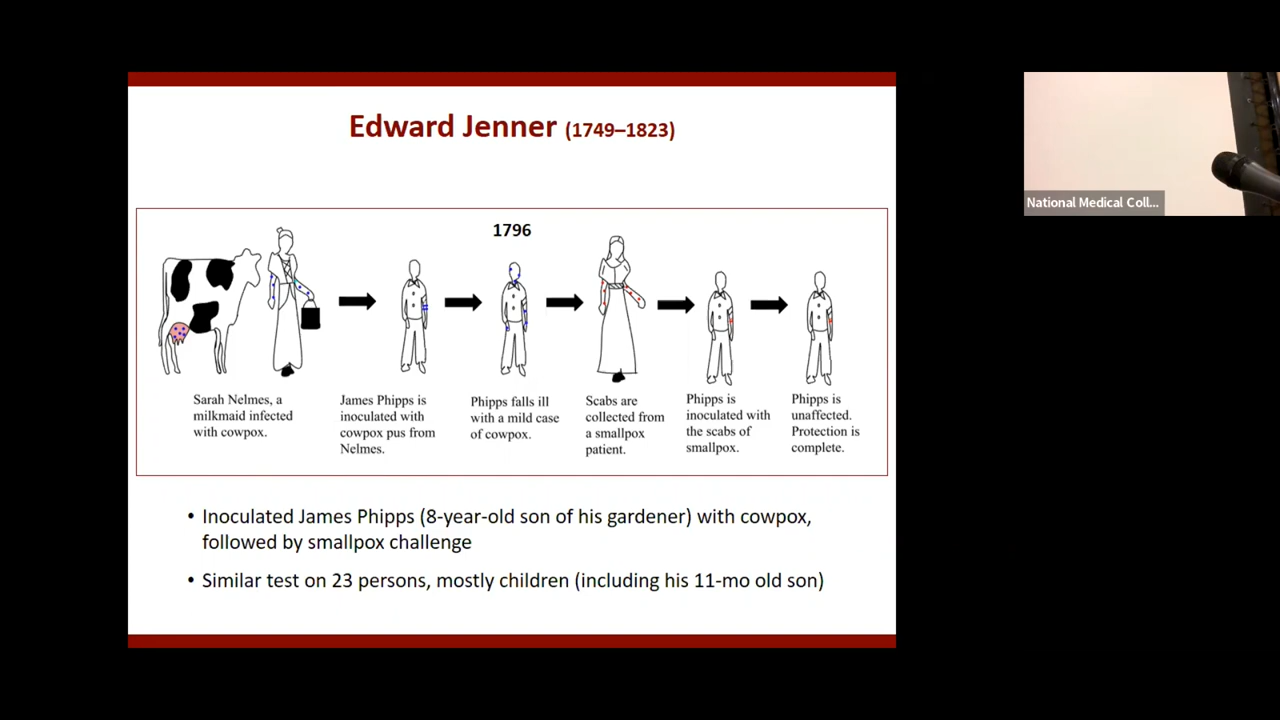 Edward Jenner (1749–1823)
National Medical Coll...
1796
Sarah Nelmes, a
milkmaid infected
with cowpox.
James Phipps is
inoculated with
cowpox pus from
Nelmes.
Phipps falls ill
with a mild case
of cowpox.
Scabs are
collected from
a smallpox
patient.
Phipps is
inoculated with
the scabs of
smallpox.
Phipps is
unaffected.
Protection is
complete.
• Inoculated James Phipps (8-year-old son of his gardener) with cowpox,
followed by smallpox challenge
• Similar test on 23 persons, mostly children (including his 11-mo old son)